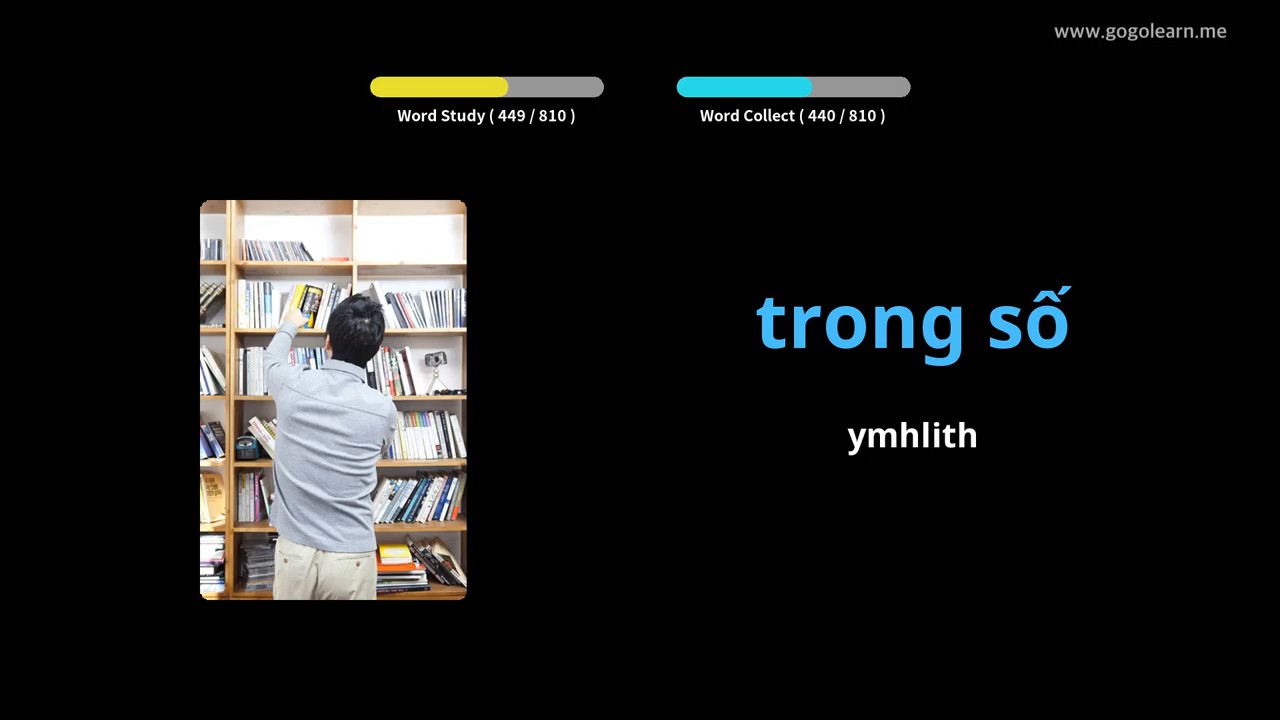 www.gogolearn.me
Word Study ( 449 / 810 )
Word Collect ( 440 / 810 )
trong số
ymhlith